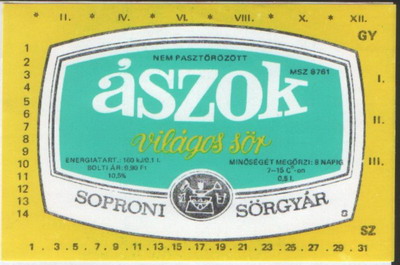 * II. • IV. • VI. • VIII. • X. • XII.
GY
1
2
3
4
5
6
7
8
9
10
11
12
13
14
I.
II.
III.
NEM PASZTŐRÖZÖTT
MSZ 8761
ászok
világos sör
ENERGIATART.: 160 kJ/0,1 l.
BOLTI ÁR: 9,90 Ft
10,5%
MINŐSÉGÉT MEGŐRZI: 8 NAPIG
7–15 C°-on
0,5 l.
SOPRONI SÖRGYÁR
SZ
1 . 3 . 5 . 7 . 9 . 11 . 13 . 15 . 17 . 19 . 21 . 23 . 25 . 27 . 29 . 31